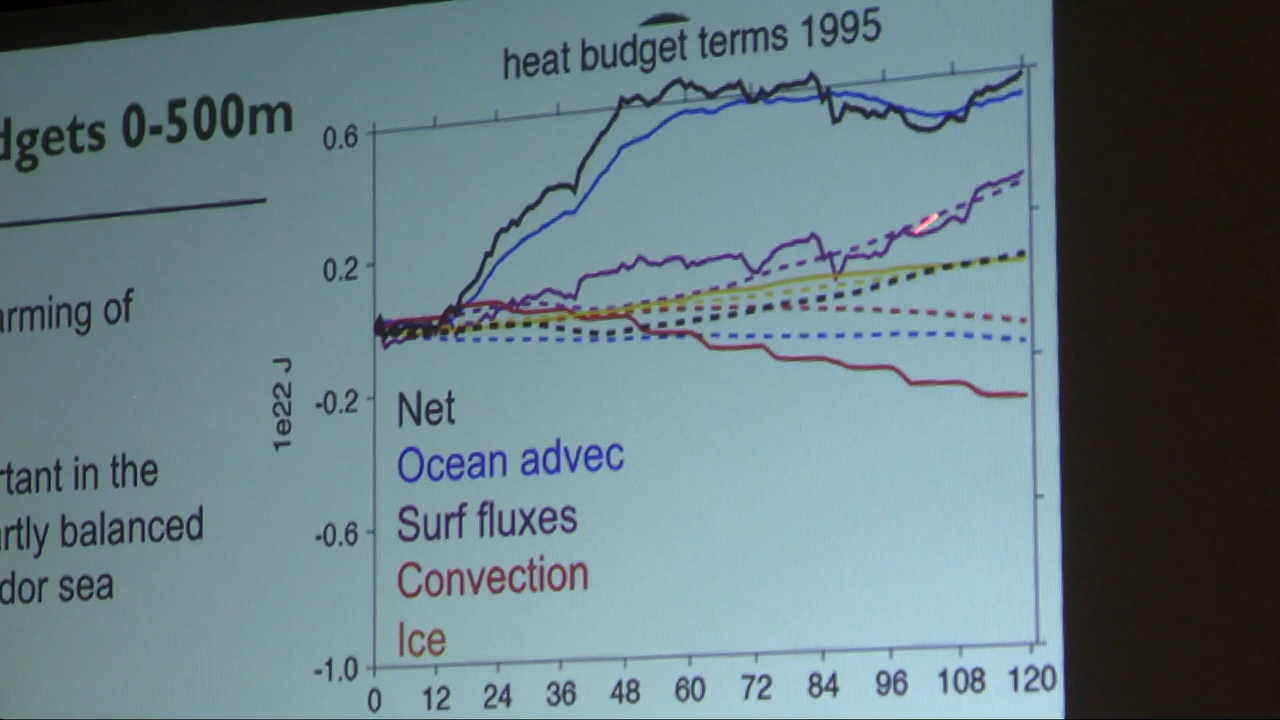 dgets 0-500m
arming of
rtant in the
artly balanced
dor sea
heat budget terms 1995
0.6
0.2
-0.2
-0.6
-1.0
1e22 J
Net
Ocean advec
Surf fluxes
Convection
Ice
0 12 24 36 48 60 72 84 96 108 120